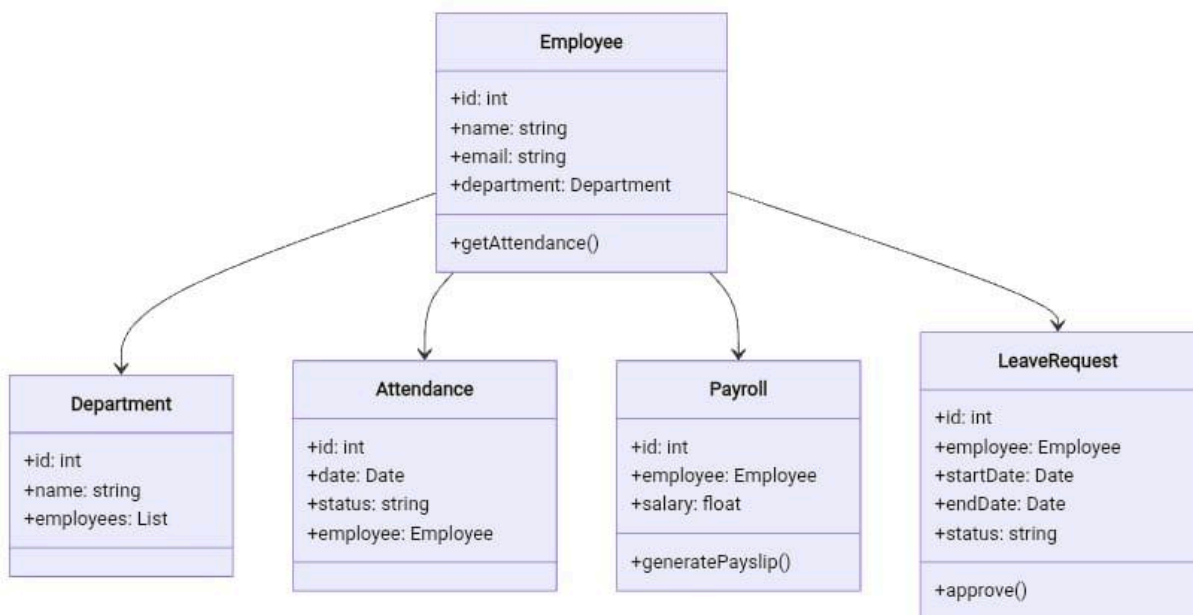 Employee
+id: int
+name: string
+email: string
+department: Department
+getAttendance()
Department
+id: int
+name: string
+employees: List
Attendance
+id: int
+date: Date
+status: string
+employee: Employee
Payroll
+id: int
+employee: Employee
+salary: float
+generatePayslip()
LeaveRequest
+id: int
+employee: Employee
+startDate: Date
+endDate: Date
+status: string
+approve()